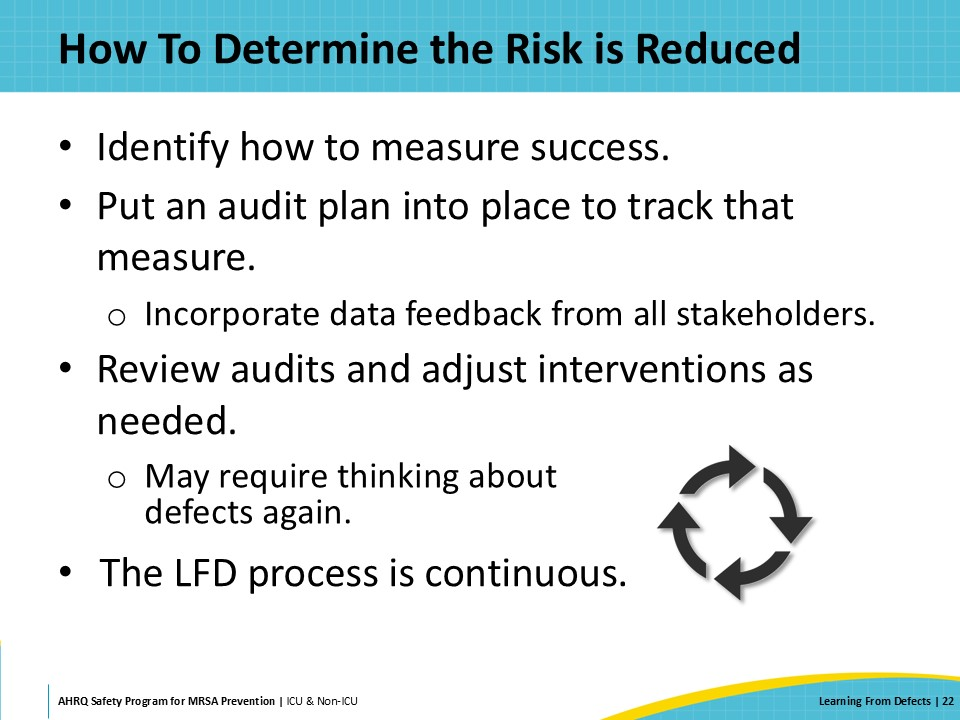 How To Determine the Risk is Reduced
• Identify how to measure success.
• Put an audit plan into place to track that
measure.
o Incorporate data feedback from all stakeholders.
• Review audits and adjust interventions as
needed.
o May require thinking about
defects again.
• The LFD process is continuous.
AHRQ Safety Program for MRSA Prevention | ICU & Non-ICU
Learning From Defects | 22